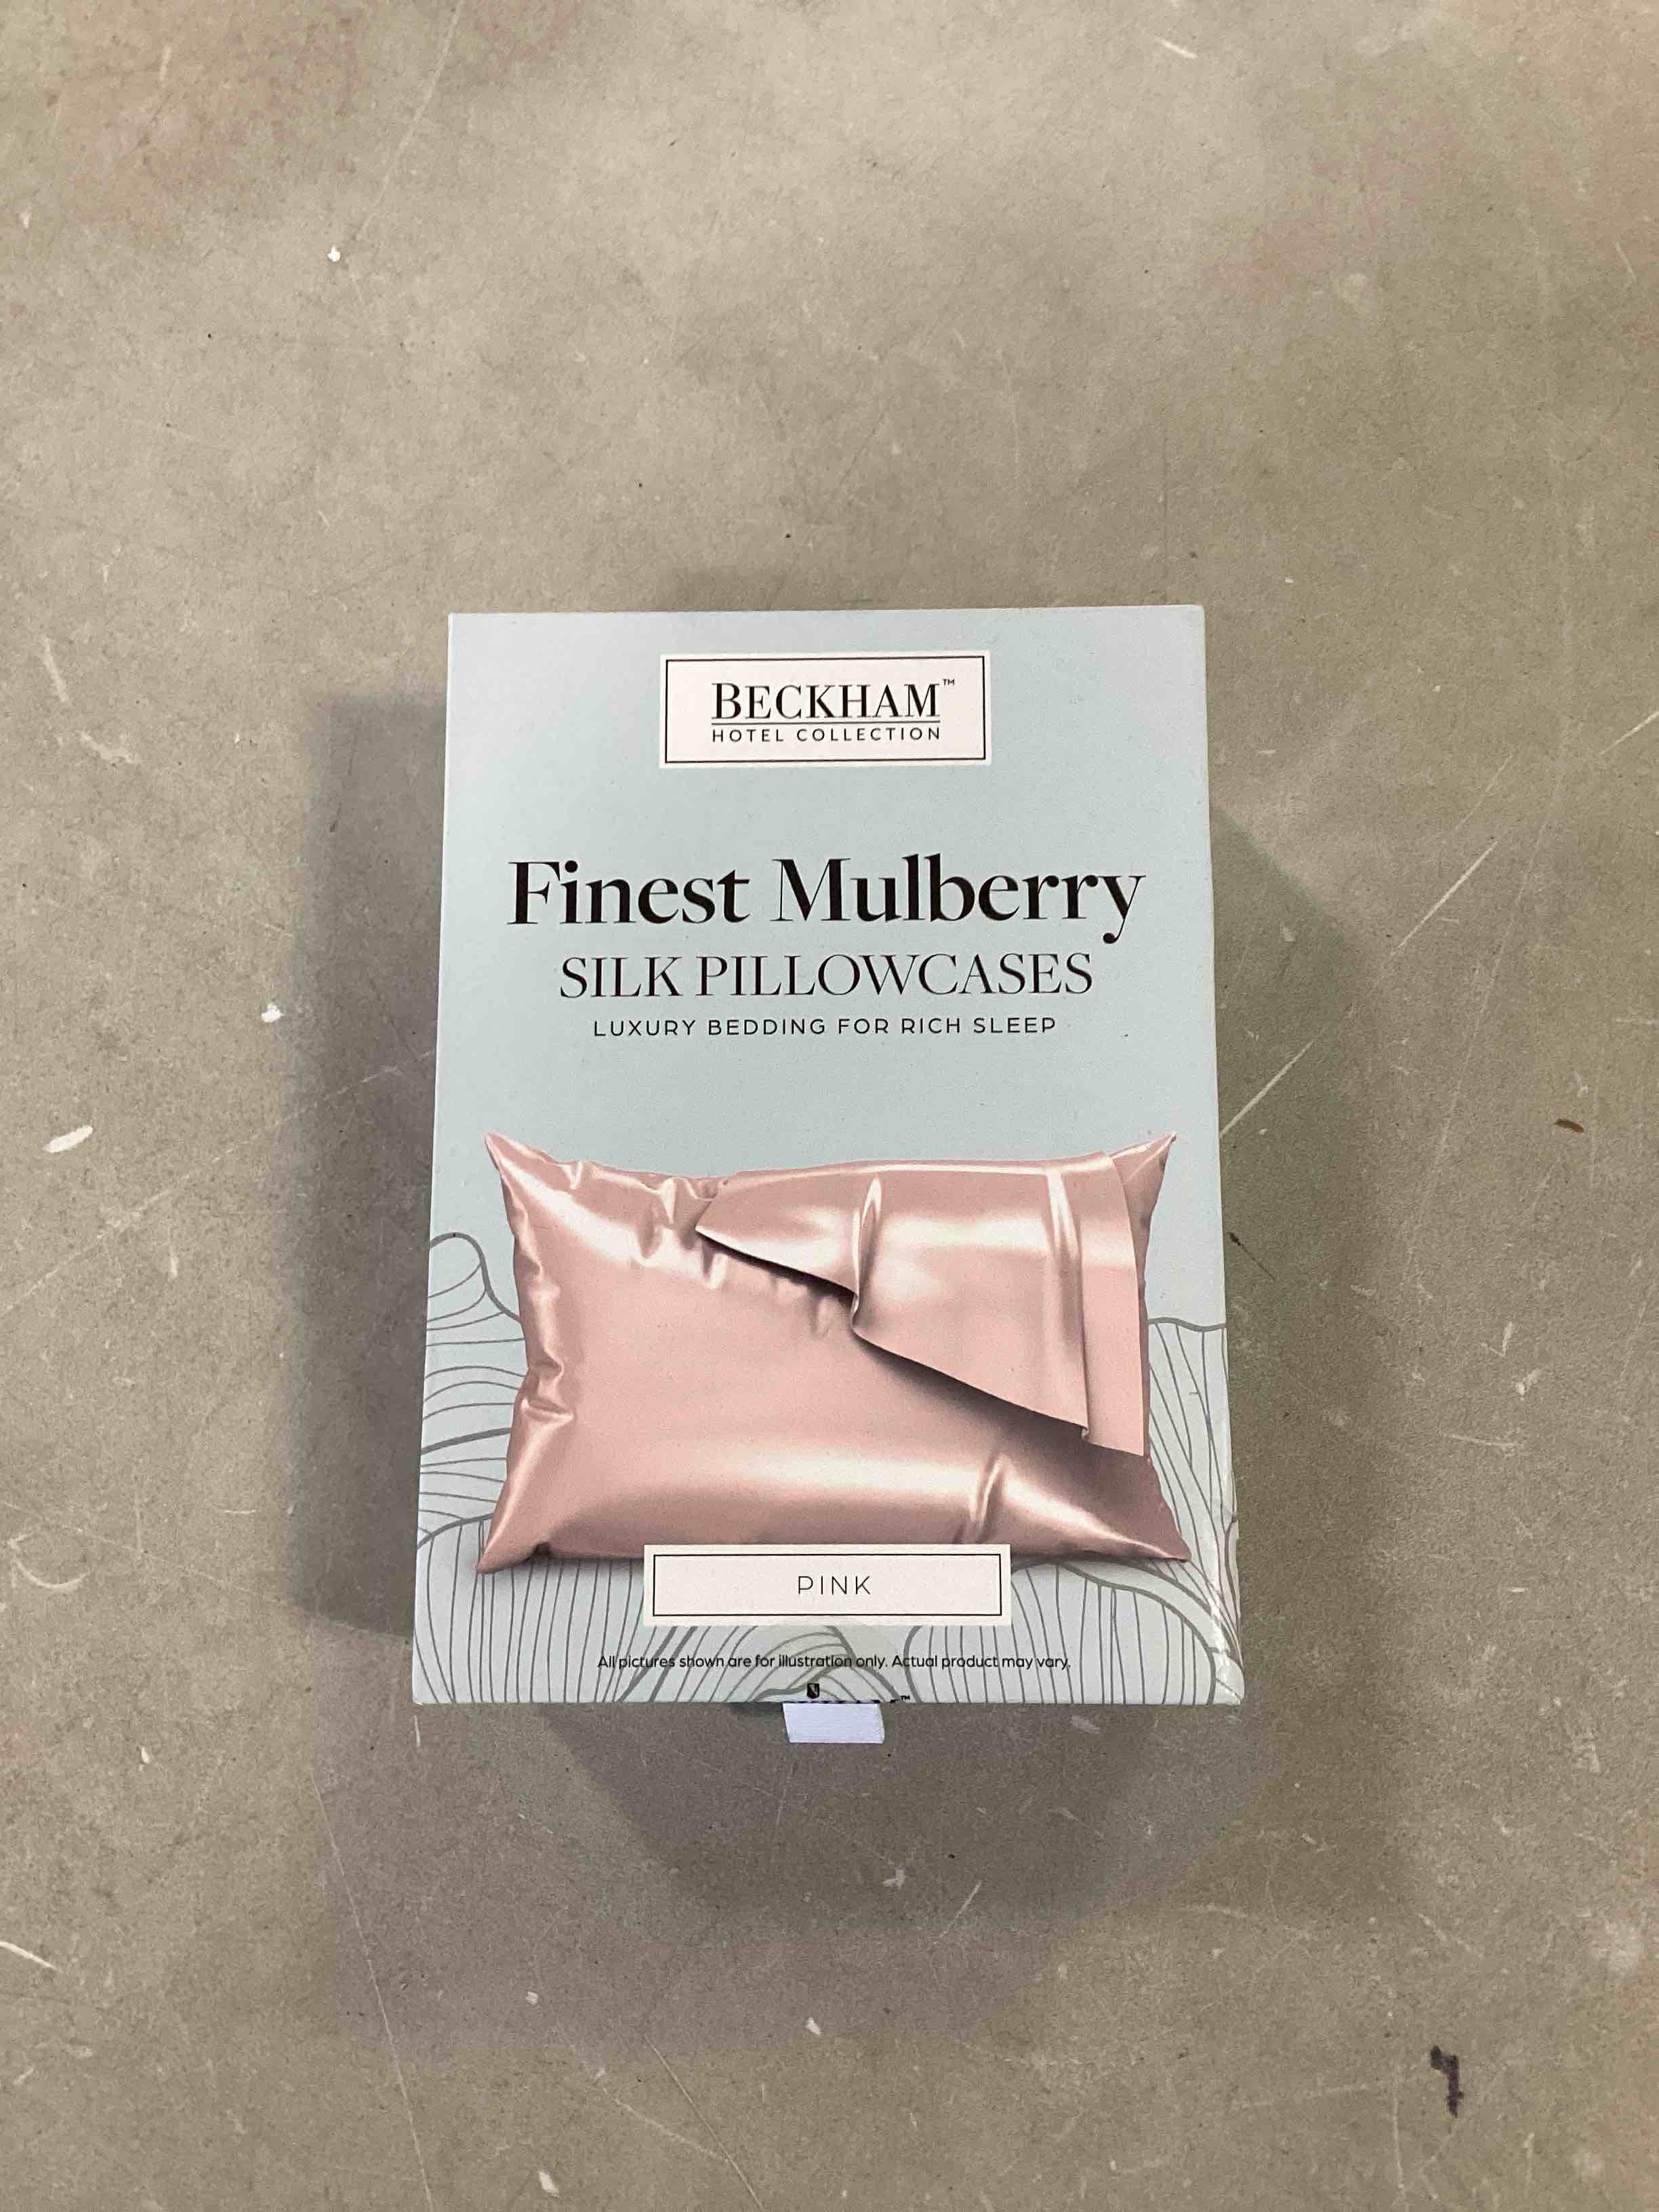 BECKHAM™
HOTEL COLLECTION
Finest Mulberry
SILK PILLOWCASES
LUXURY BEDDING FOR RICH SLEEP
PINK
All pictures shown are for illustration only. Actual product may vary.